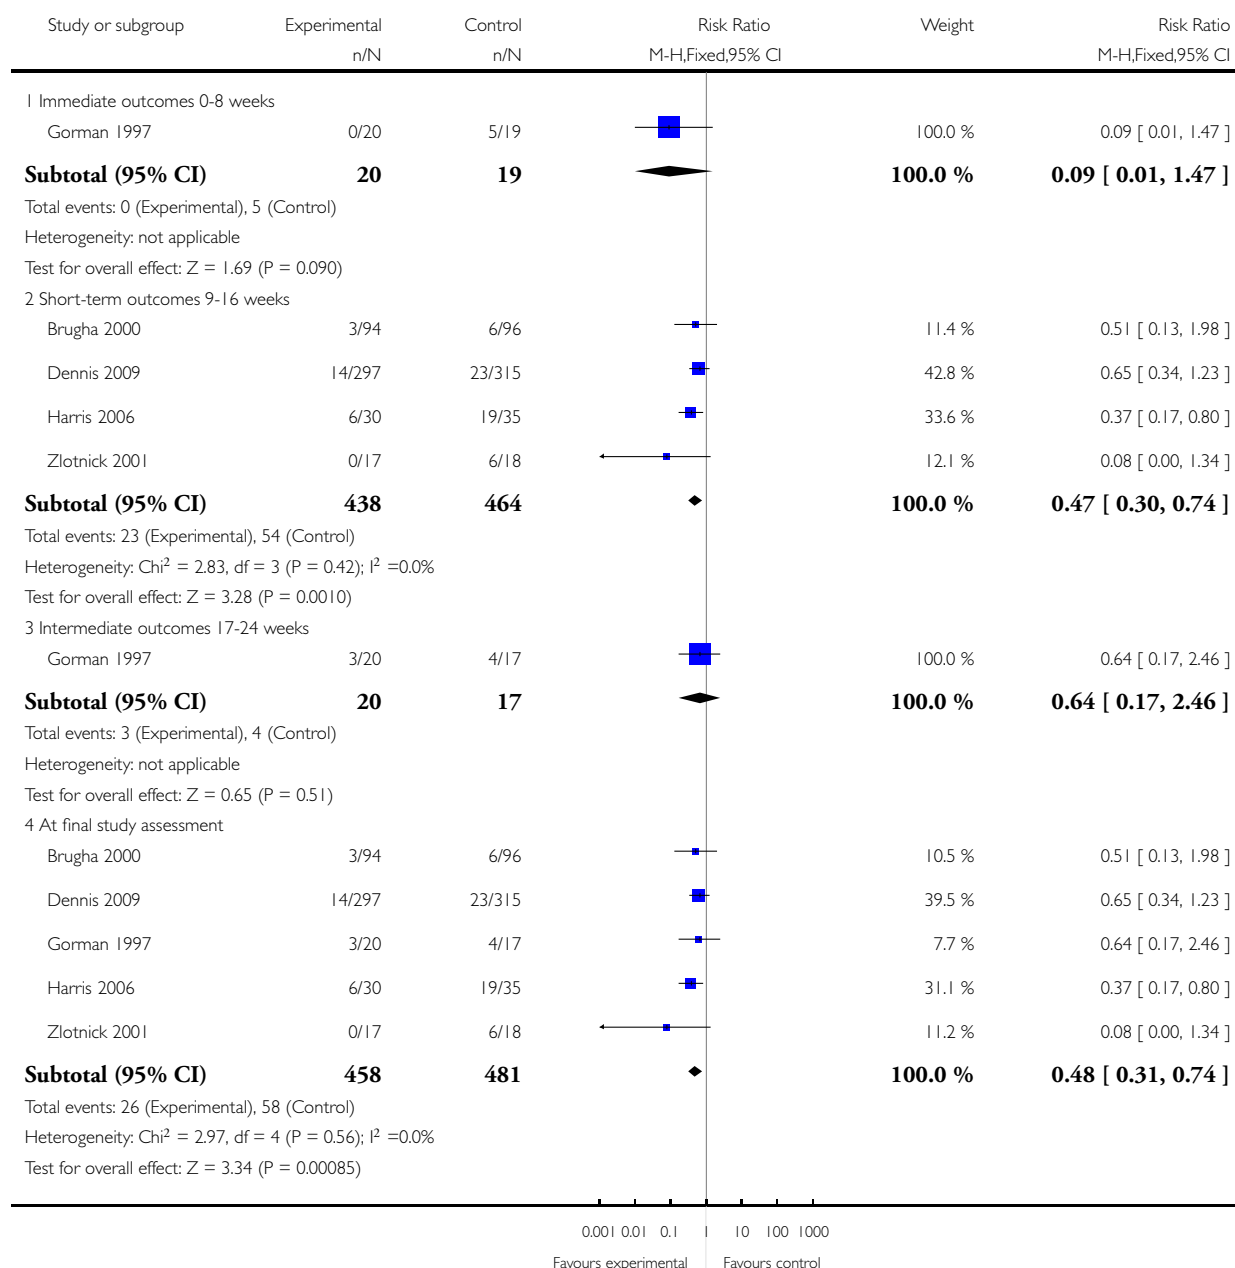 Study or subgroup Experimental Control Risk Ratio Weight Risk Ratio
n/N n/N M-H,Fixed,95% CI M-H,Fixed,95% CI
1 Immediate outcomes 0-8 weeks
Gorman 1997 0/20 5/19 100.0 % 0.09 [ 0.01, 1.47 ]
Subtotal (95% CI) 20 19 100.0 % 0.09 [ 0.01, 1.47 ]
Total events: 0 (Experimental), 5 (Control)
Heterogeneity: not applicable
Test for overall effect: Z = 1.69 (P = 0.090)
2 Short-term outcomes 9-16 weeks
Brugha 2000 3/94 6/96 11.4 % 0.51 [ 0.13, 1.98 ]
Dennis 2009 14/297 23/315 42.8 % 0.65 [ 0.34, 1.23 ]
Harris 2006 6/30 19/35 33.6 % 0.37 [ 0.17, 0.80 ]
Zlotnick 2001 0/17 6/18 12.1 % 0.08 [ 0.00, 1.34 ]
Subtotal (95% CI) 438 464 100.0 % 0.47 [ 0.30, 0.74 ]
Total events: 23 (Experimental), 54 (Control)
Heterogeneity: Chi² = 2.83, df = 3 (P = 0.42); I² =0.0%
Test for overall effect: Z = 3.28 (P = 0.0010)
3 Intermediate outcomes 17-24 weeks
Gorman 1997 3/20 4/17 100.0 % 0.64 [ 0.17, 2.46 ]
Subtotal (95% CI) 20 17 100.0 % 0.64 [ 0.17, 2.46 ]
Total events: 3 (Experimental), 4 (Control)
Heterogeneity: not applicable
Test for overall effect: Z = 0.65 (P = 0.51)
4 At final study assessment
Brugha 2000 3/94 6/96 10.5 % 0.51 [ 0.13, 1.98 ]
Dennis 2009 14/297 23/315 39.5 % 0.65 [ 0.34, 1.23 ]
Gorman 1997 3/20 4/17 7.7 % 0.64 [ 0.17, 2.46 ]
Harris 2006 6/30 19/35 31.1 % 0.37 [ 0.17, 0.80 ]
Zlotnick 2001 0/17 6/18 11.2 % 0.08 [ 0.00, 1.34 ]
Subtotal (95% CI) 458 481 100.0 % 0.48 [ 0.31, 0.74 ]
Total events: 26 (Experimental), 58 (Control)
Heterogeneity: Chi² = 2.97, df = 4 (P = 0.56); I² =0.0%
Test for overall effect: Z = 3.34 (P = 0.00085)
0.001 0.01 0.1 1 10 100 1000
Favours experimental Favours control